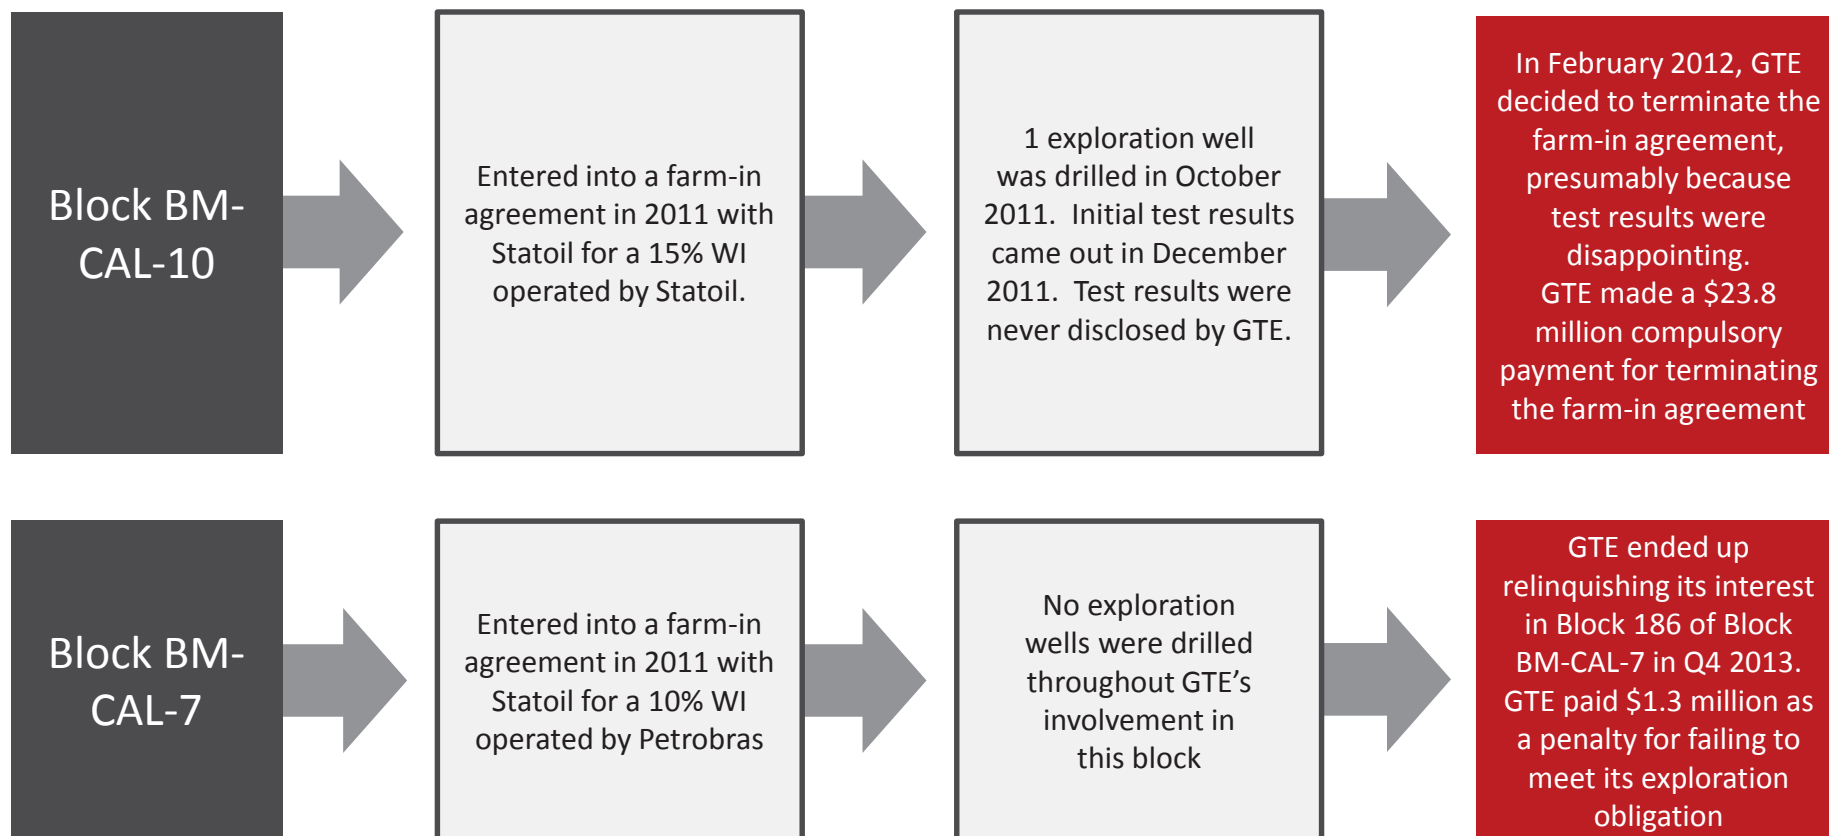 Block BM-
CAL-10
Entered into a farm-in
agreement in 2011 with
Statoil for a 15% WI
operated by Statoil.
1 exploration well
was drilled in October
2011.  Initial test results
came out in December
2011.  Test results were
never disclosed by GTE.
In February 2012, GTE
decided to terminate the
farm-in agreement,
presumably because
test results were
disappointing.
GTE made a $23.8
million compulsory
payment for terminating
the farm-in agreement
Block BM-
CAL-7
Entered into a farm-in
agreement in 2011 with
Statoil for a 10% WI
operated by Petrobras
No exploration
wells were drilled
throughout GTE’s
involvement in
this block
GTE ended up
relinquishing its interest
in Block 186 of Block
BM-CAL-7 in Q4 2013.
GTE paid $1.3 million as
a penalty for failing to
meet its exploration
obligation